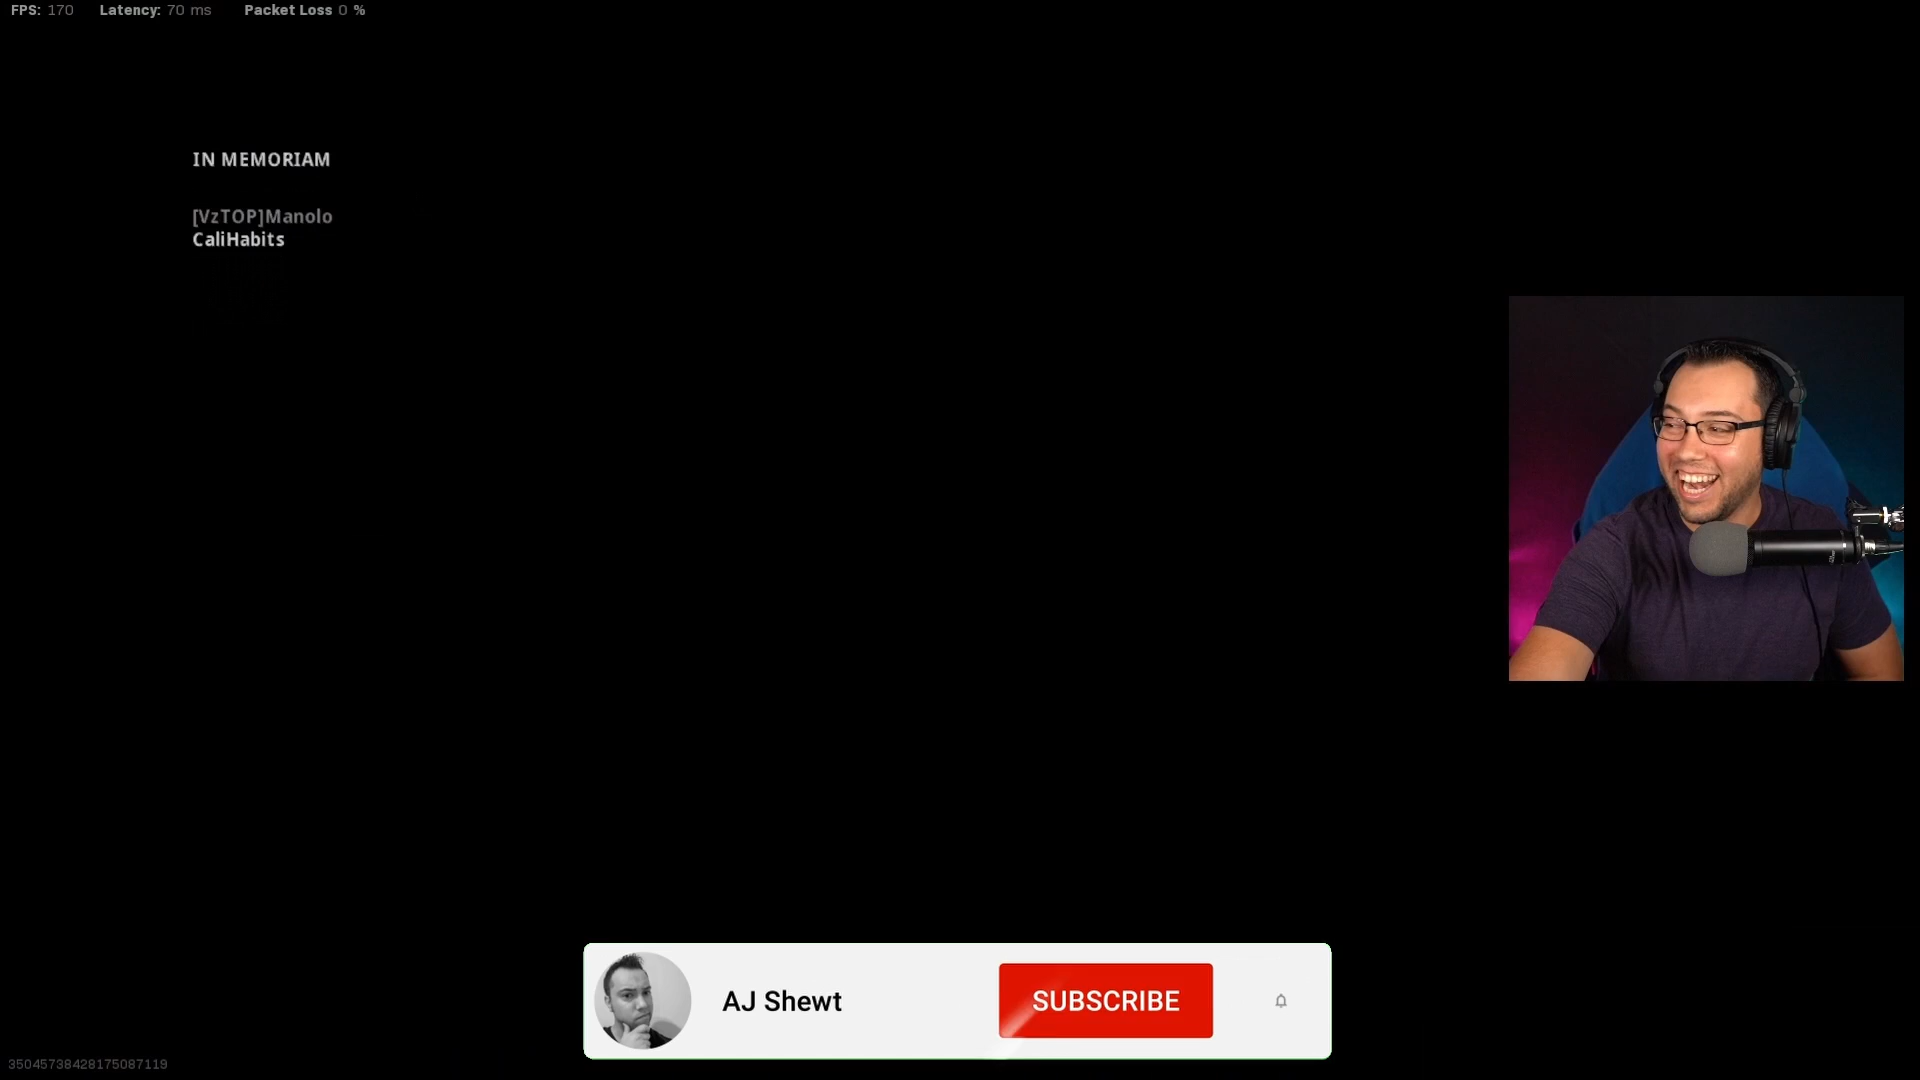 FPS: 170 Latency: 70 ms Packet Loss 0 %
IN MEMORIAM
[VzTOP]Manolo
CaliHabits
AJ Shewt
SUBSCRIBE
35045738428175087119